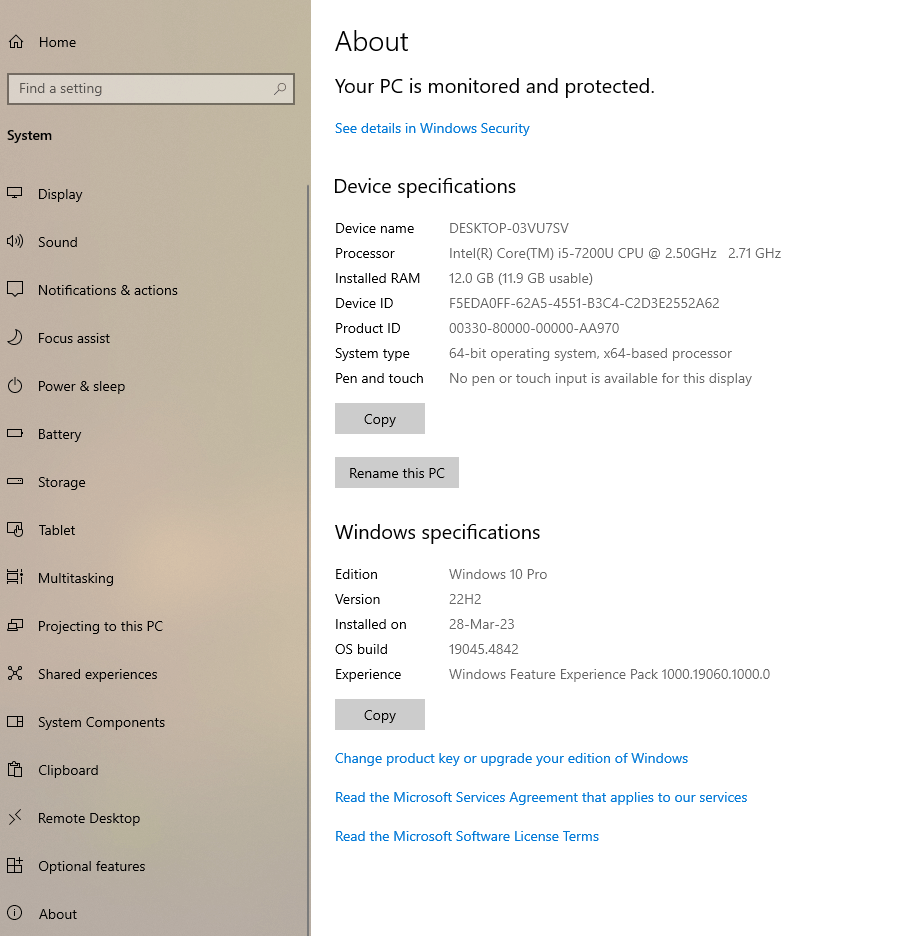 Home
Find a setting
System
Display
Sound
Notifications & actions
Focus assist
Power & sleep
Battery
Storage
Tablet
Multitasking
Projecting to this PC
Shared experiences
System Components
Clipboard
Remote Desktop
Optional features
About
About
Your PC is monitored and protected.
See details in Windows Security
Device specifications
Device name DESKTOP-03VU7SV
Processor Intel(R) Core(TM) i5-7200U CPU @ 2.50GHz 2.71 GHz
Installed RAM 12.0 GB (11.9 GB usable)
Device ID F5EDA0FF-62A5-4551-B3C4-C2D3E2552A62
Product ID 00330-80000-00000-AA970
System type 64-bit operating system, x64-based processor
Pen and touch No pen or touch input is available for this display
Copy
Rename this PC
Windows specifications
Edition Windows 10 Pro
Version 22H2
Installed on 28-Mar-23
OS build 19045.4842
Experience Windows Feature Experience Pack 1000.19060.1000.0
Copy
Change product key or upgrade your edition of Windows
Read the Microsoft Services Agreement that applies to our services
Read the Microsoft Software License Terms